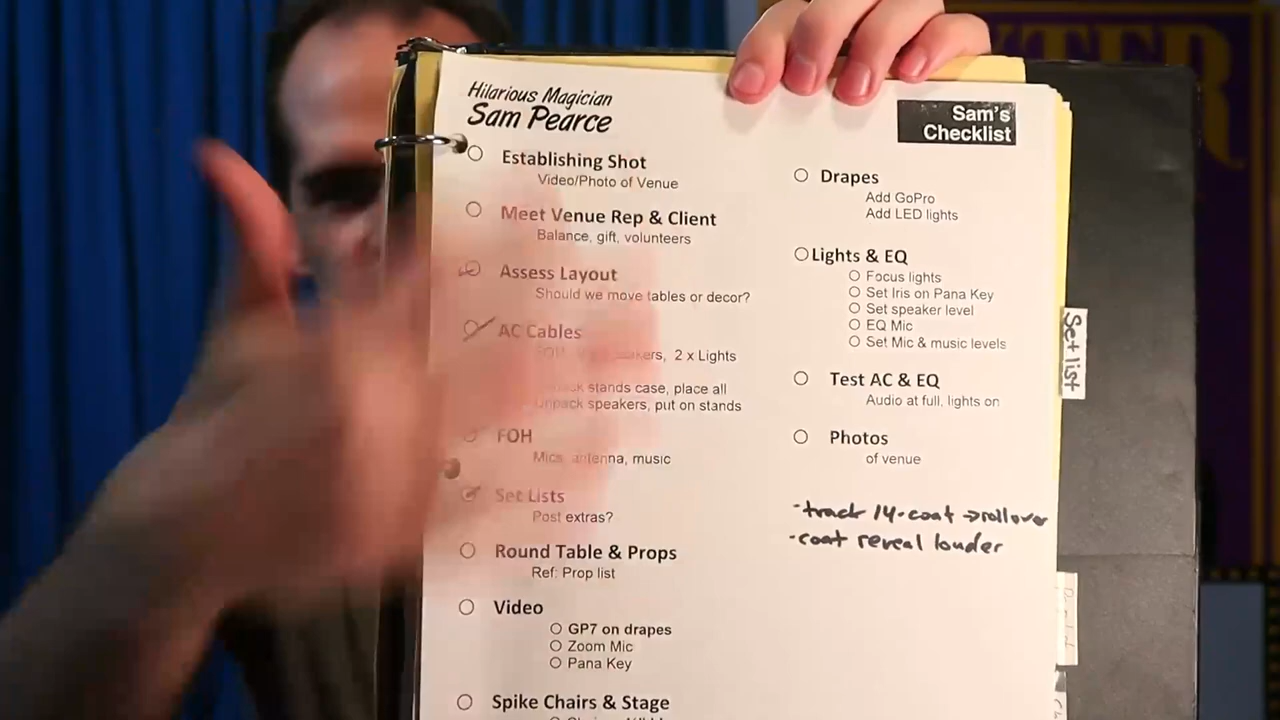 Hilarious Magician
Sam Pearce
Sam's
Checklist
Establishing Shot
Video/Photo of Venue
Meet Venue Rep & Client
Balance, gift, volunteers
Assess Layout
Should we move tables or decor?
AC Cables
2 x Lights
stands case, place all
Unpack speakers, put on stands
FOH
Mics, antenna, music
Set Lists
Post extras?
Round Table & Props
Ref: Prop list
Video
GP7 on drapes
Zoom Mic
Pana Key
Spike Chairs & Stage
Drapes
Add GoPro
Add LED lights
Lights & EQ
Focus lights
Set Iris on Pana Key
Set speaker level
EQ Mic
Set Mic & music levels
Test AC & EQ
Audio at full, lights on
Photos
of venue
-track 14-coat →rollover
-coat reveal louder
Set list